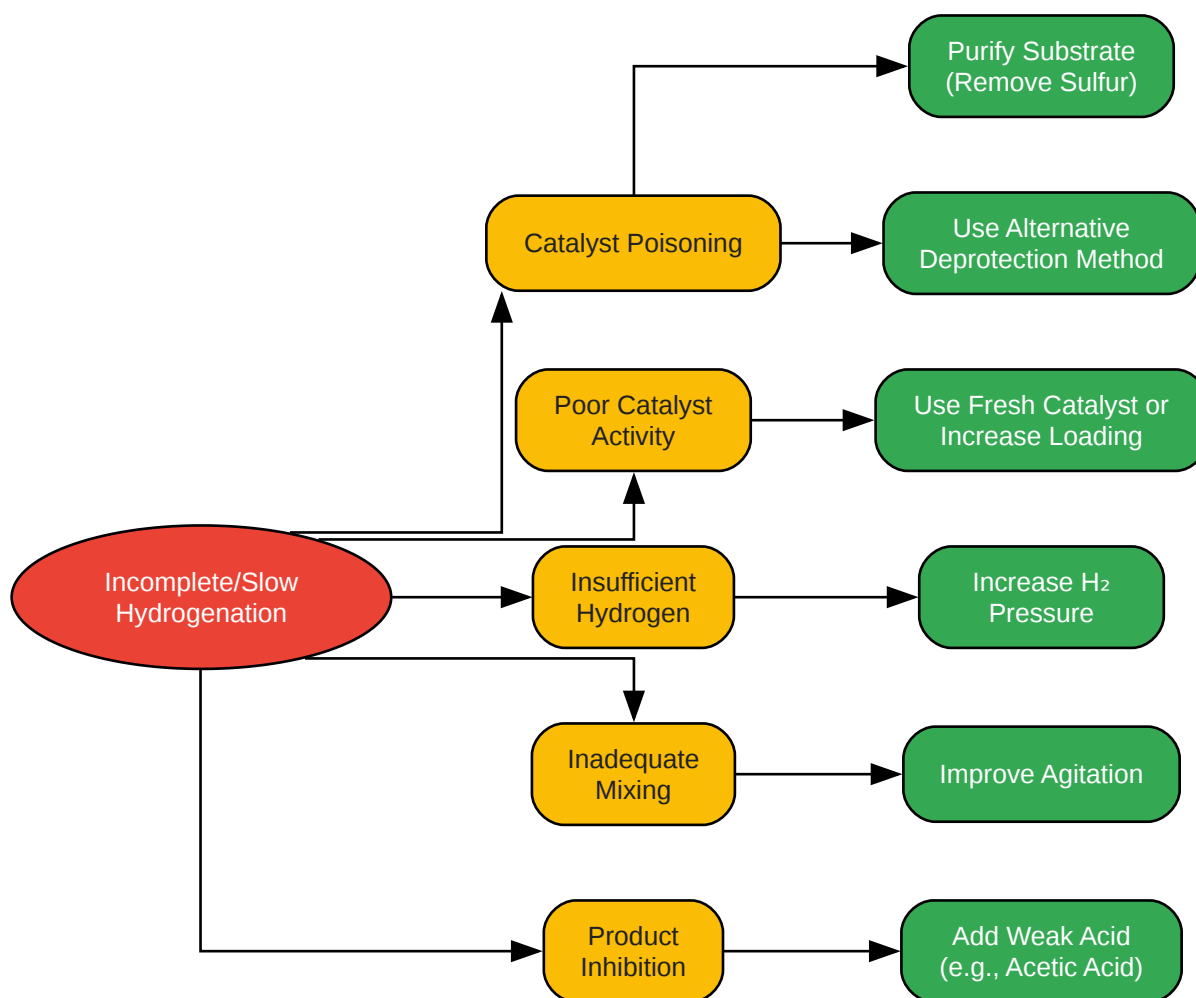 Purify Substrate
(Remove Sulfur)
Catalyst Poisoning
Use Alternative
Deprotection Method
Poor Catalyst
Activity
Use Fresh Catalyst or
Increase Loading
Incomplete/Slow
Hydrogenation
Insufficient
Hydrogen
Increase H₂
Pressure
Inadequate
Mixing
Improve Agitation
Product
Inhibition
Add Weak Acid
(e.g., Acetic Acid)